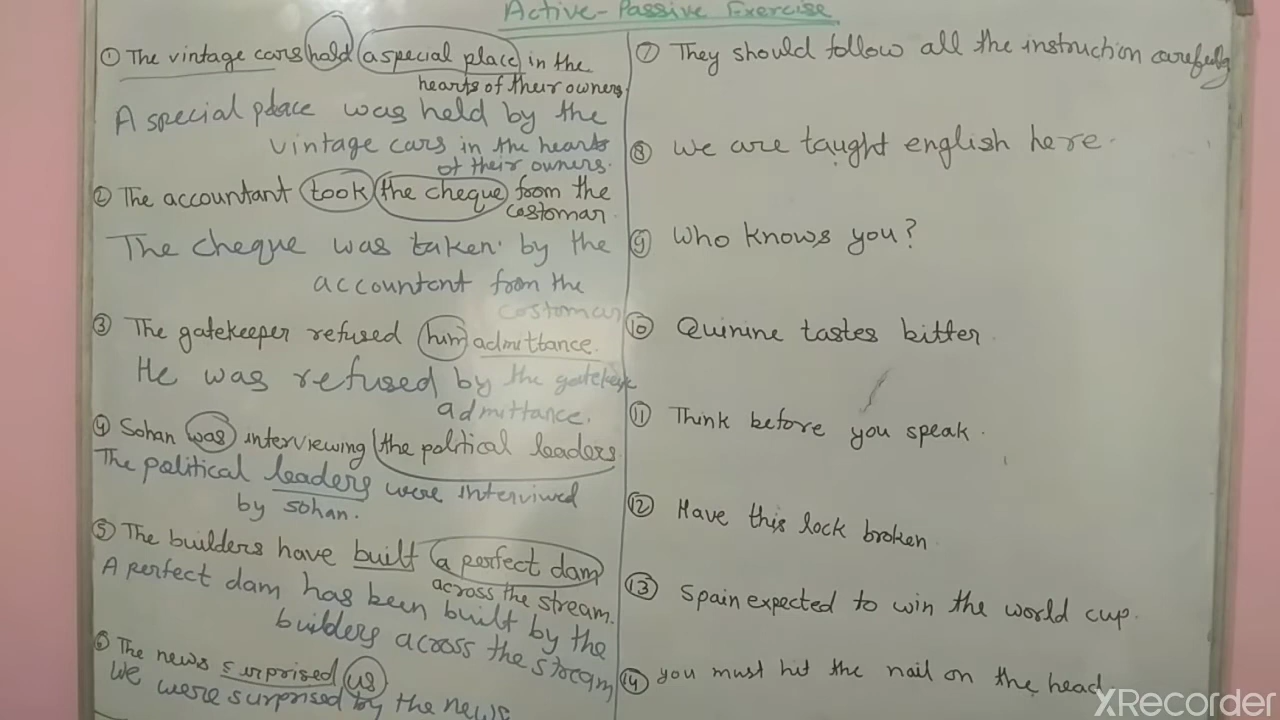 Active-Passive Exercise
① The vintage cars hold a special place in the
hearts of their owners.
A special place was held by the
vintage cars in the hearts
of their owners.
② The accountant took the cheque from the
costomar.
The cheque was taken by the
accountant from the
costomar
③ The gatekeeper refused him admittance.
He was refused by the
admittance.
④ Sohan was interviewing the political leaders
The political leaders were interviwed
by sohan.
⑤ The builders have built a perfect dam
across the stream.
A perfect dam has been built by the
builders across the stream
⑥ The news surprised us
We were surprised by the news
⑦ They should follow all the instruction carefully
⑧ We are taught english here.
⑨ Who knows you?
⑩ Quinine tastes bitter.
⑪ Think before you speak.
⑫ Have this lock broken
⑬ Spain expected to win the world cup.
⑭ you must hit the nail on the head.
XRecorder